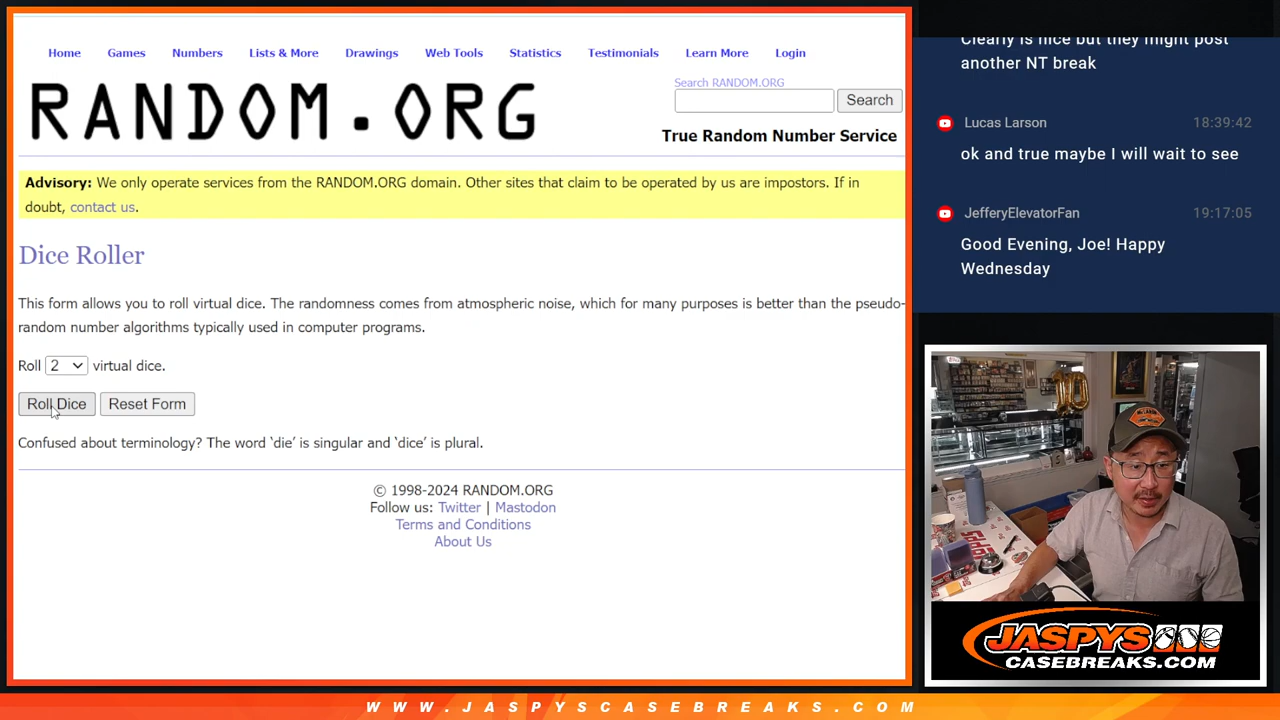 Home Games Numbers Lists & More Drawings Web Tools Statistics Testimonials Learn More Login
RANDOM.ORG
Search RANDOM.ORG
Search
True Random Number Service
Advisory: We only operate services from the RANDOM.ORG domain. Other sites that claim to be operated by us are impostors. If in
doubt, contact us.
Dice Roller
This form allows you to roll virtual dice. The randomness comes from atmospheric noise, which for many purposes is better than the pseudo-
random number algorithms typically used in computer programs.
Roll 2 virtual dice.
Roll Dice Reset Form
Confused about terminology? The word ‘die’ is singular and ‘dice’ is plural.
© 1998-2024 RANDOM.ORG
Follow us: Twitter | Mastodon
Terms and Conditions
About Us
Clearly is nice but they might post
another NT break
Lucas Larson 18:39:42
ok and true maybe I will wait to see
JefferyElevatorFan 19:17:05
Good Evening, Joe! Happy
Wednesday
10
JASPYS
CASEBREAKS.COM
WWW.JASPYSCASEBREAKS.COM